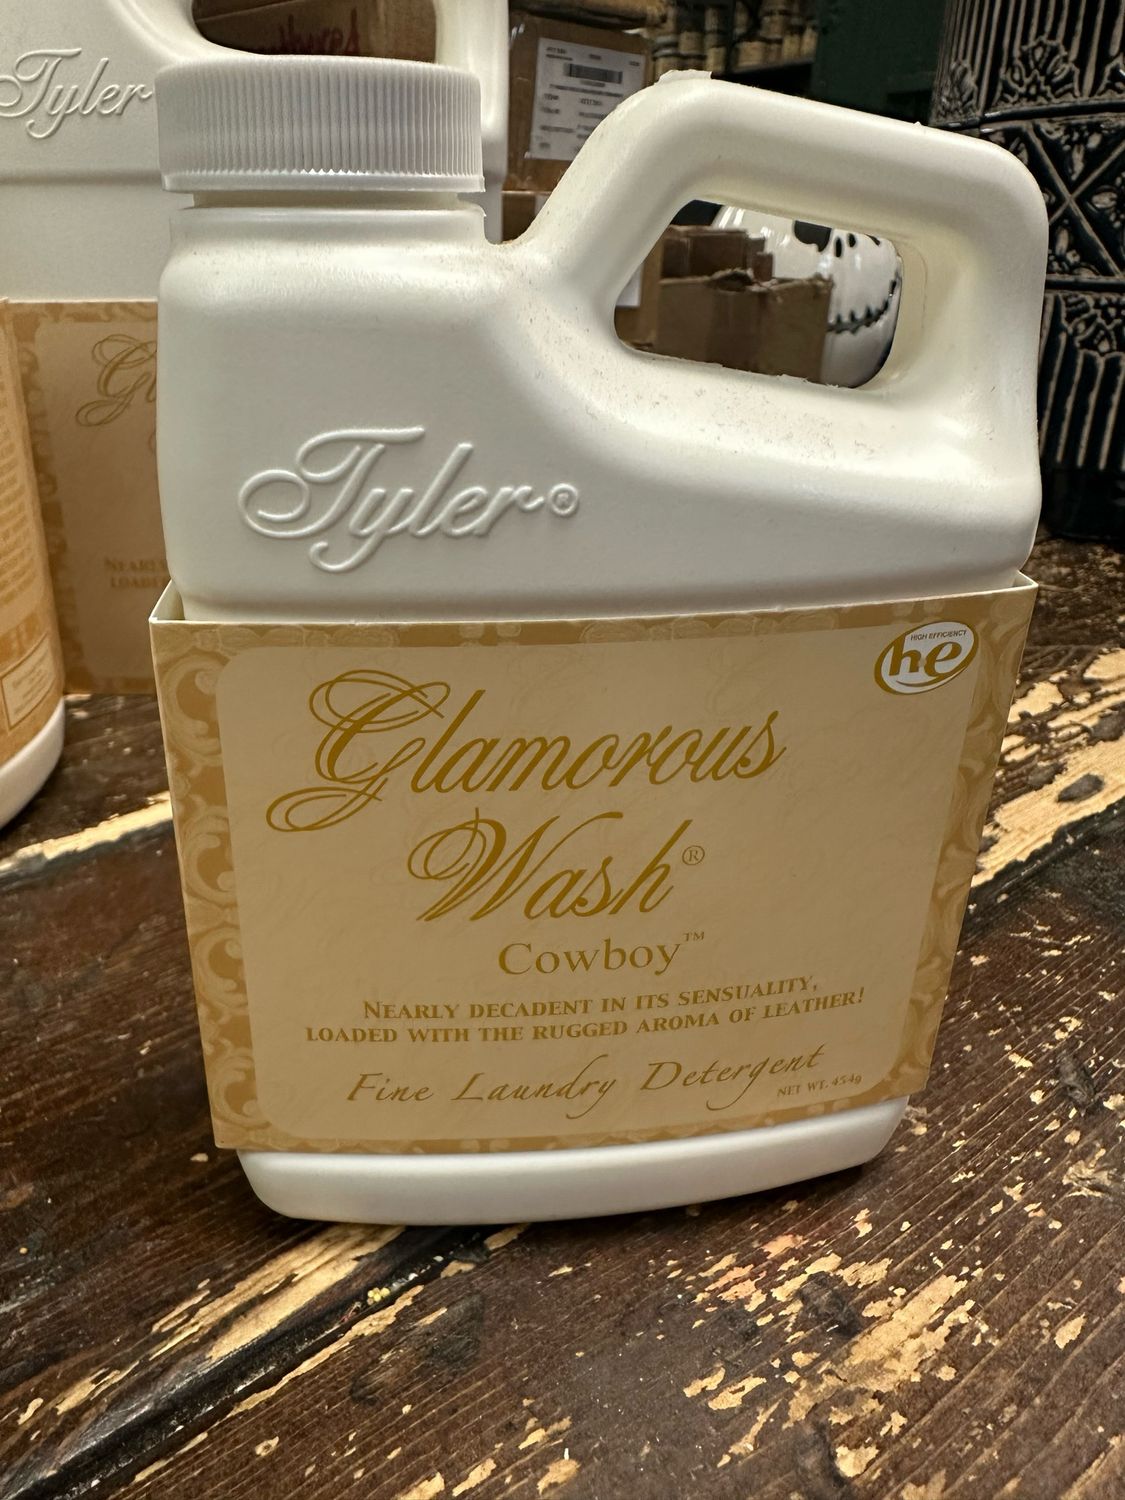 Tyler
Tyler®
HIGH EFFICIENCY
he
Glamorous
Wash®
Cowboy™
NEARLY DECADENT IN ITS SENSUALITY,
LOADED WITH THE RUGGED AROMA OF LEATHER!
Fine Laundry Detergent
NET WT. 454g